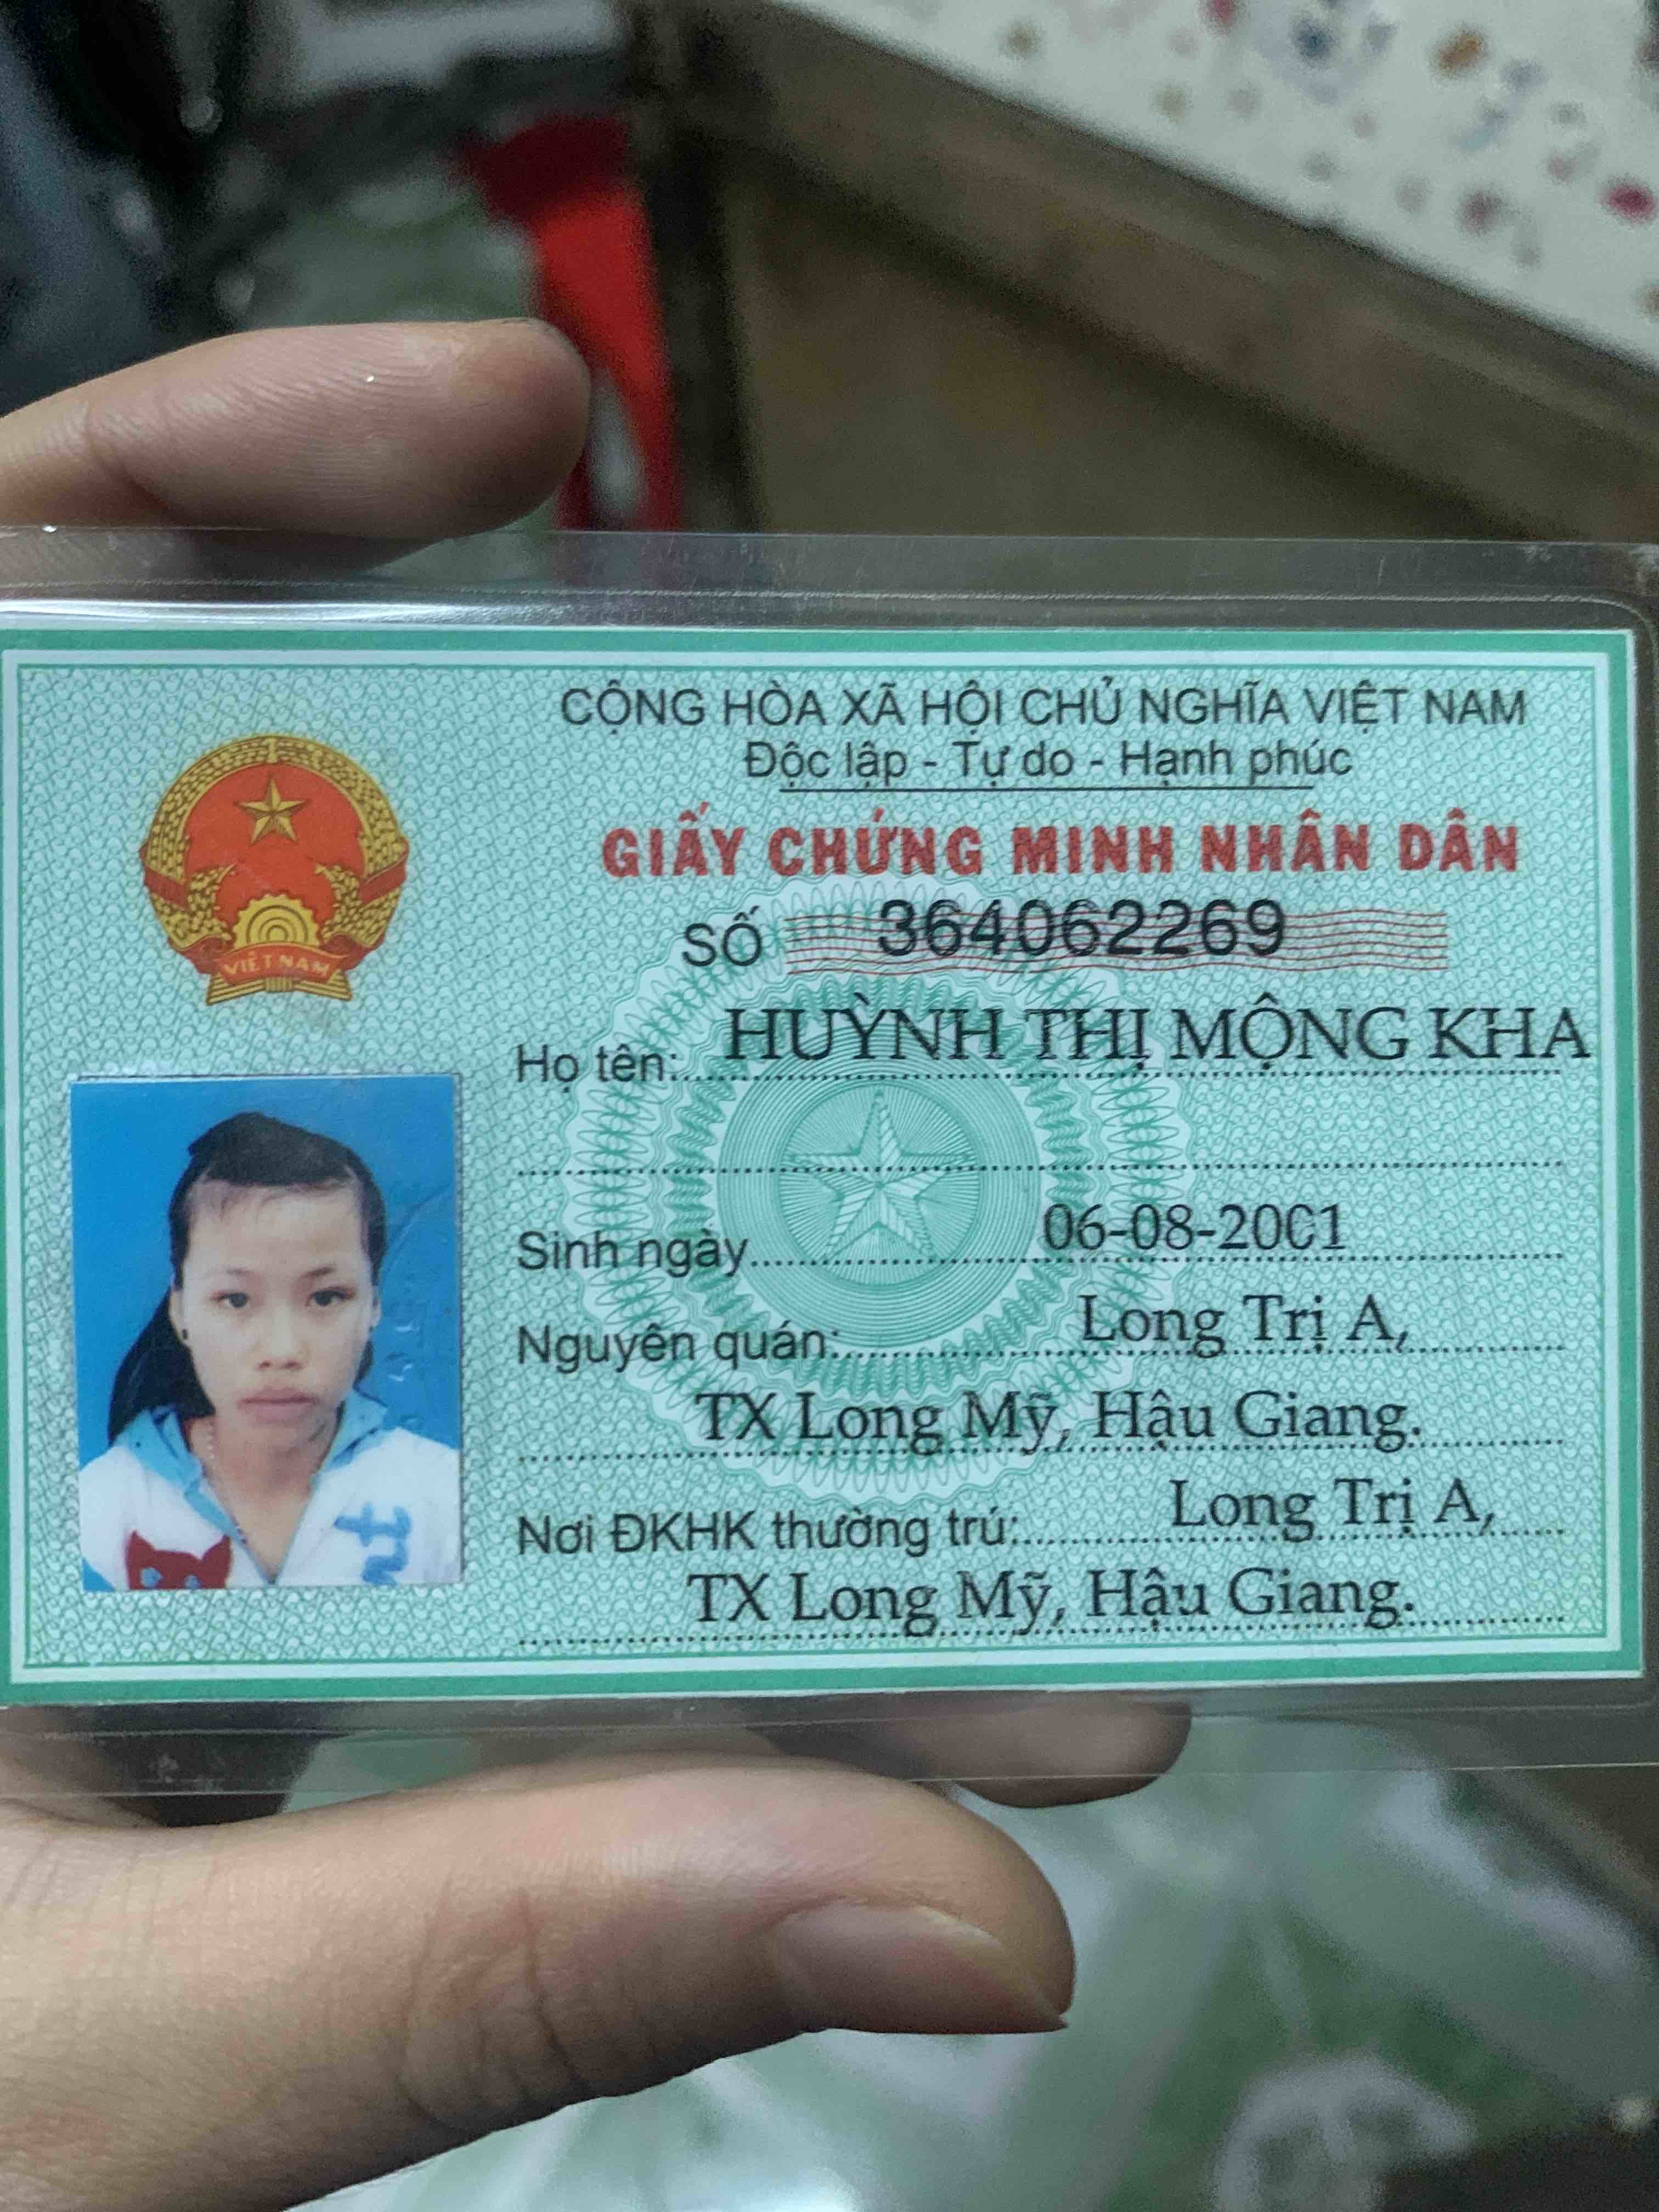 CỘNG HÒA XÃ HỘI CHỦ NGHĨA VIỆT NAM
Độc lập - Tự do - Hạnh phúc
GIẤY CHỨNG MINH NHÂN DÂN
SỐ 364062269
VIỆT NAM
Họ tên: HUỲNH THỊ MỘNG KHA
Sinh ngày 06-08-2001
Nguyên quán: Long Trị A,
TX Long Mỹ, Hậu Giang.
Nơi ĐKHK thường trú: Long Trị A,
TX Long Mỹ, Hậu Giang.